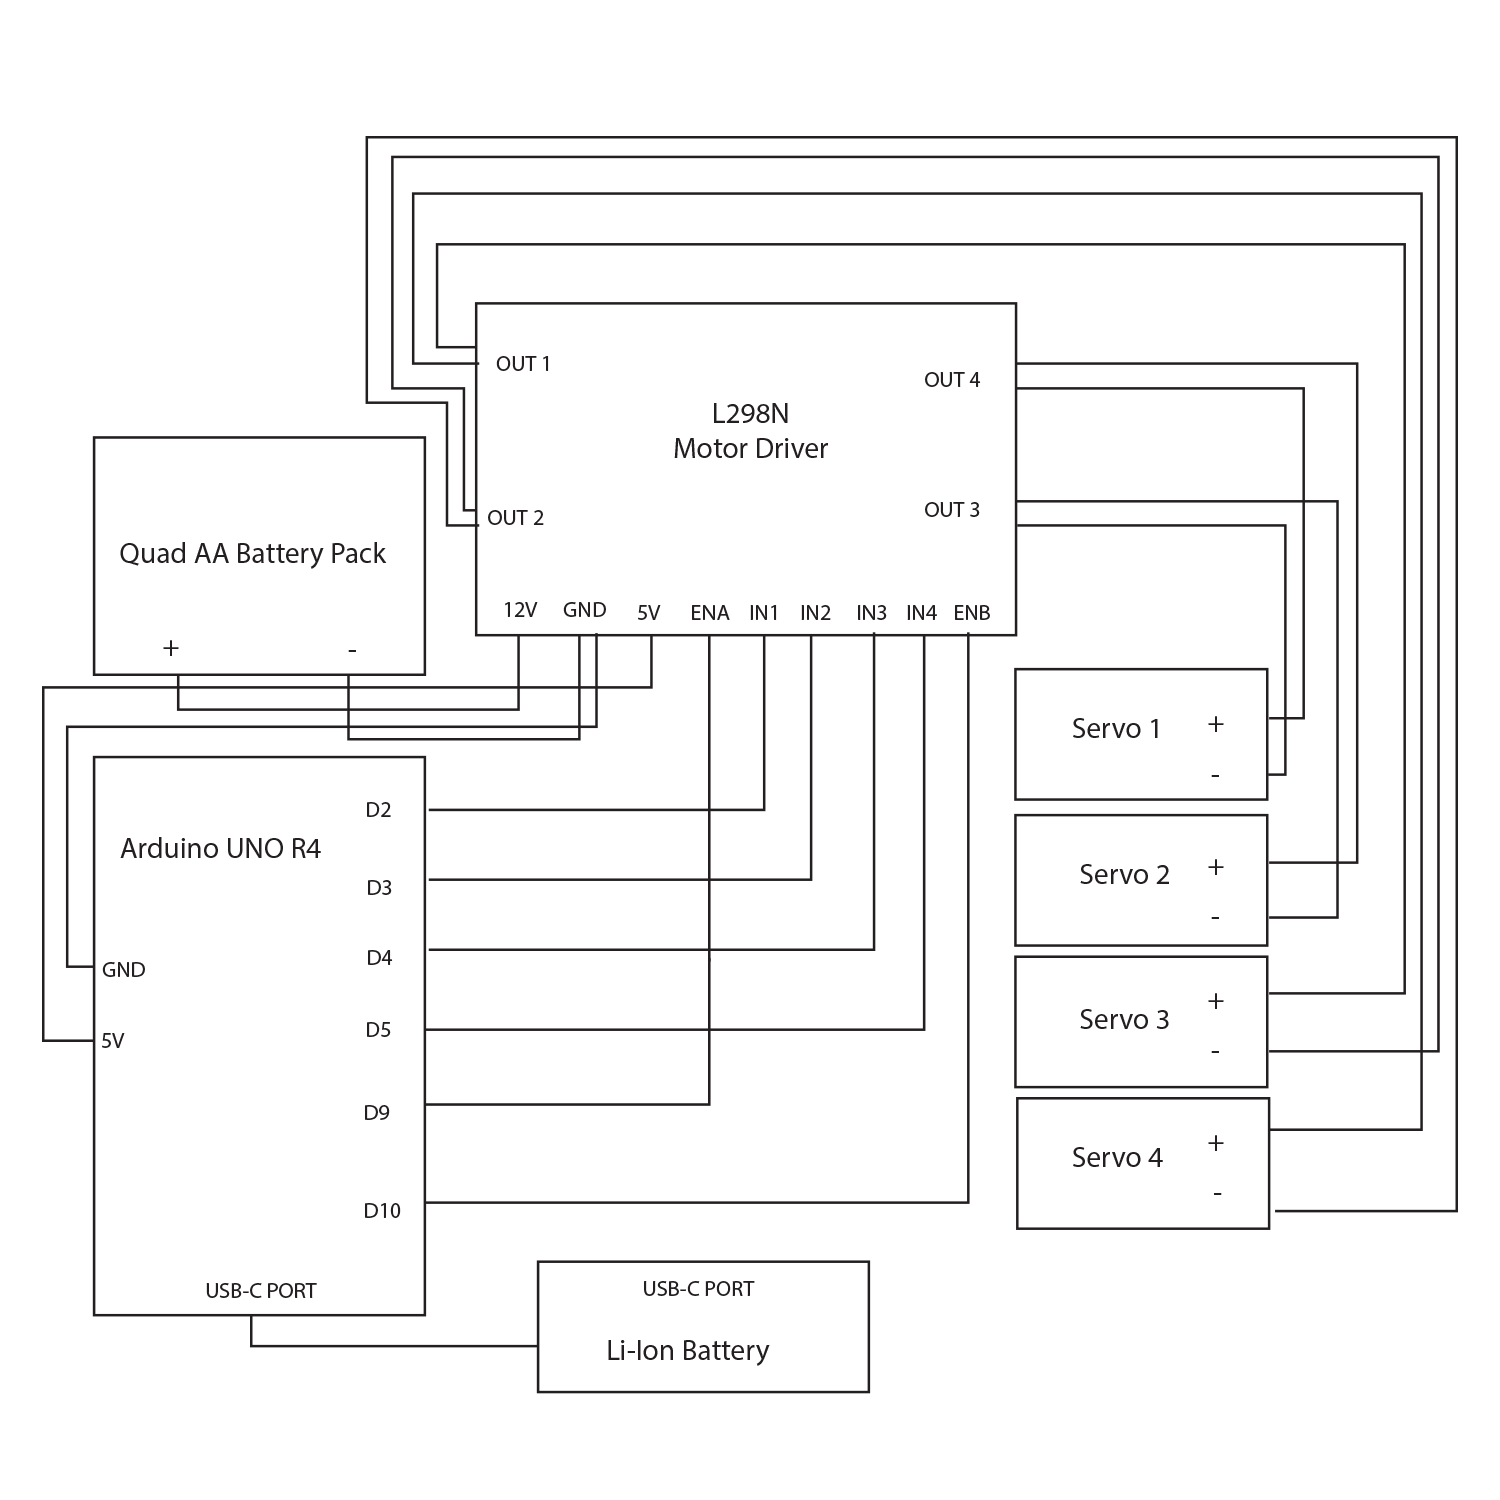 OUT 1
OUT 4
L298N
Motor Driver
OUT 2
OUT 3
12V GND 5V ENA IN1 IN2 IN3 IN4 ENB
Quad AA Battery Pack
+ -
Servo 1 +
-
Servo 2 +
-
Servo 3 +
-
Servo 4 +
-
Arduino UNO R4
D2
D3
D4
D5
D9
D10
GND
5V
USB-C PORT
USB-C PORT
Li-Ion Battery